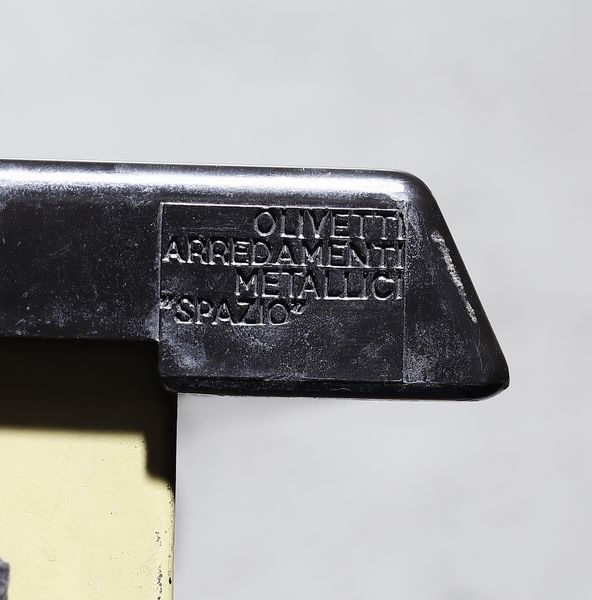 OLIVETTI
ARREDAMENTI
METALLICI
"SPAZIO"